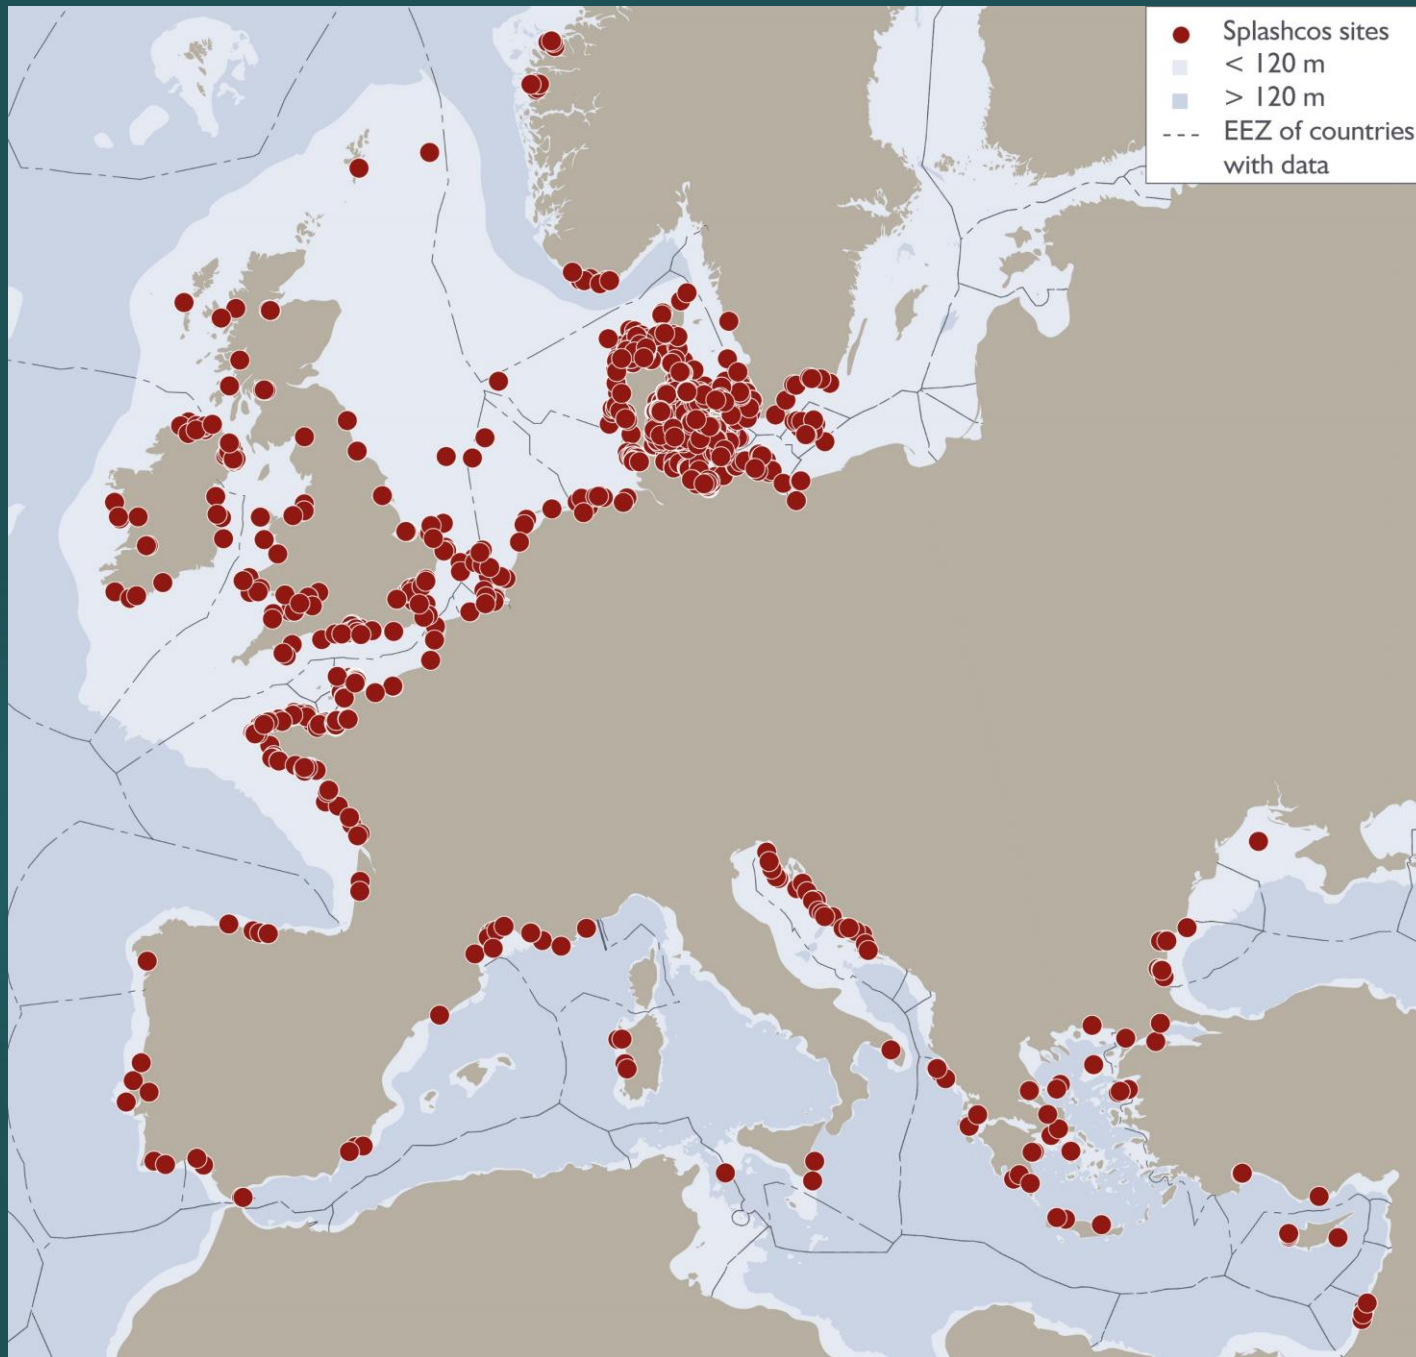 Splashcos sites
< 120 m
> 120 m
EEZ of countries
with data